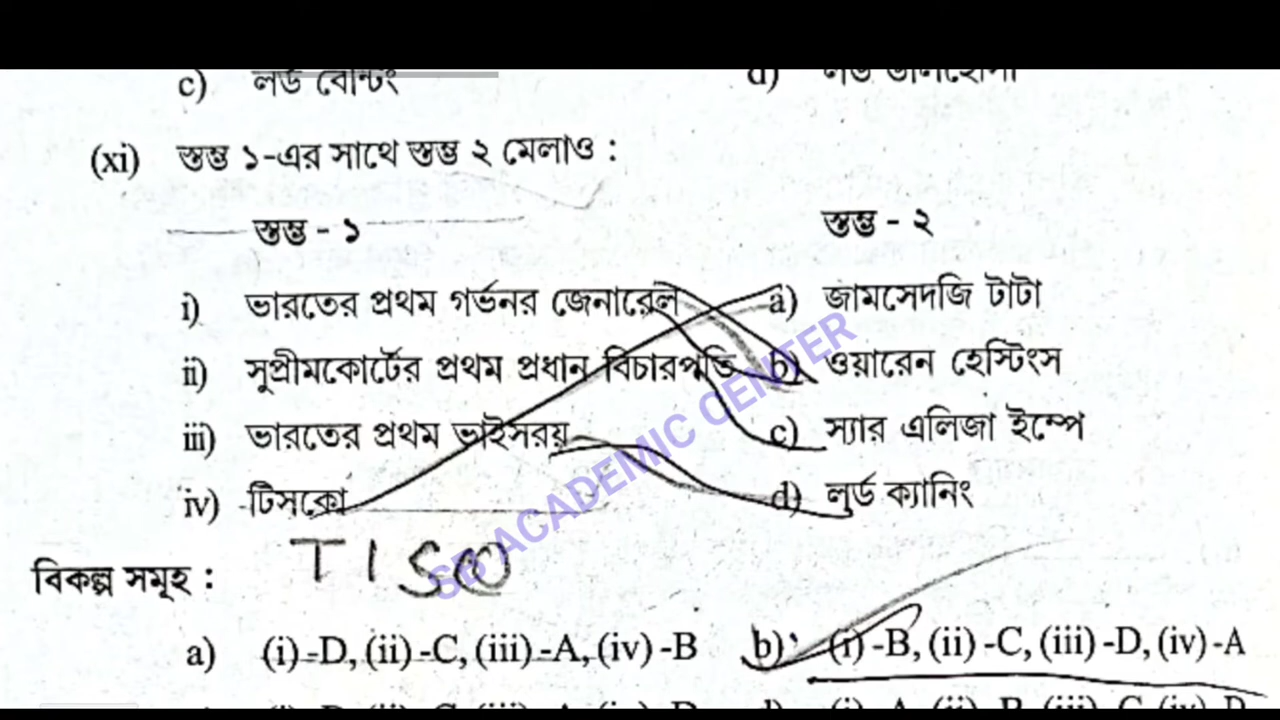 c) লর্ড বেন্টিং d) লর্ড ডালহৌসী
(xi) স্তম্ভ ১-এর সাথে স্তম্ভ ২ মেলাও :
স্তম্ভ - ১ স্তম্ভ - ২
i) ভারতের প্রথম গর্ভনর জেনারেল a) জামসেদজি টাটা
ii) সুপ্রীমকোর্টের প্রথম প্রধান বিচারপতি b) ওয়ারেন হেস্টিংস
iii) ভারতের প্রথম ভাইসরয় c) স্যার এলিজা ইম্পে
iv) টিসকো d) লর্ড ক্যানিং
TISCO
SB ACADEMIC CENTER
বিকল্প সমূহ :
a) (i)-D, (ii)-C, (iii)-A, (iv)-B b) (i)-B, (ii)-C, (iii)-D, (iv)-A